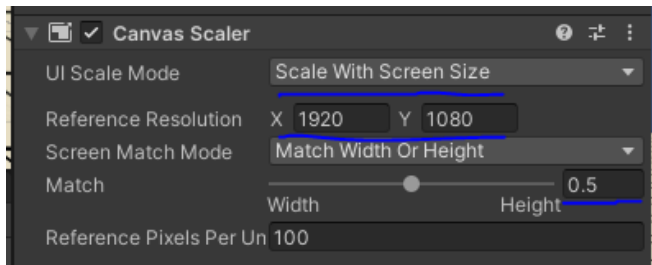 Canvas Scaler
UI Scale Mode Scale With Screen Size
Reference Resolution X 1920 Y 1080
Screen Match Mode Match Width Or Height
Match 0.5
Width Height
Reference Pixels Per Un 100